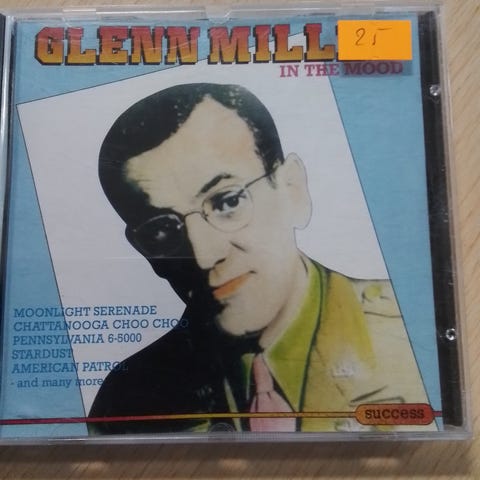 GLENN MILL
25
IN THE MOOD
MOONLIGHT SERENADE
CHATTANOOGA CHOO CHOO
PENNSYLVANIA 6-5000
STARDUST
AMERICAN PATROL
- and many more
success